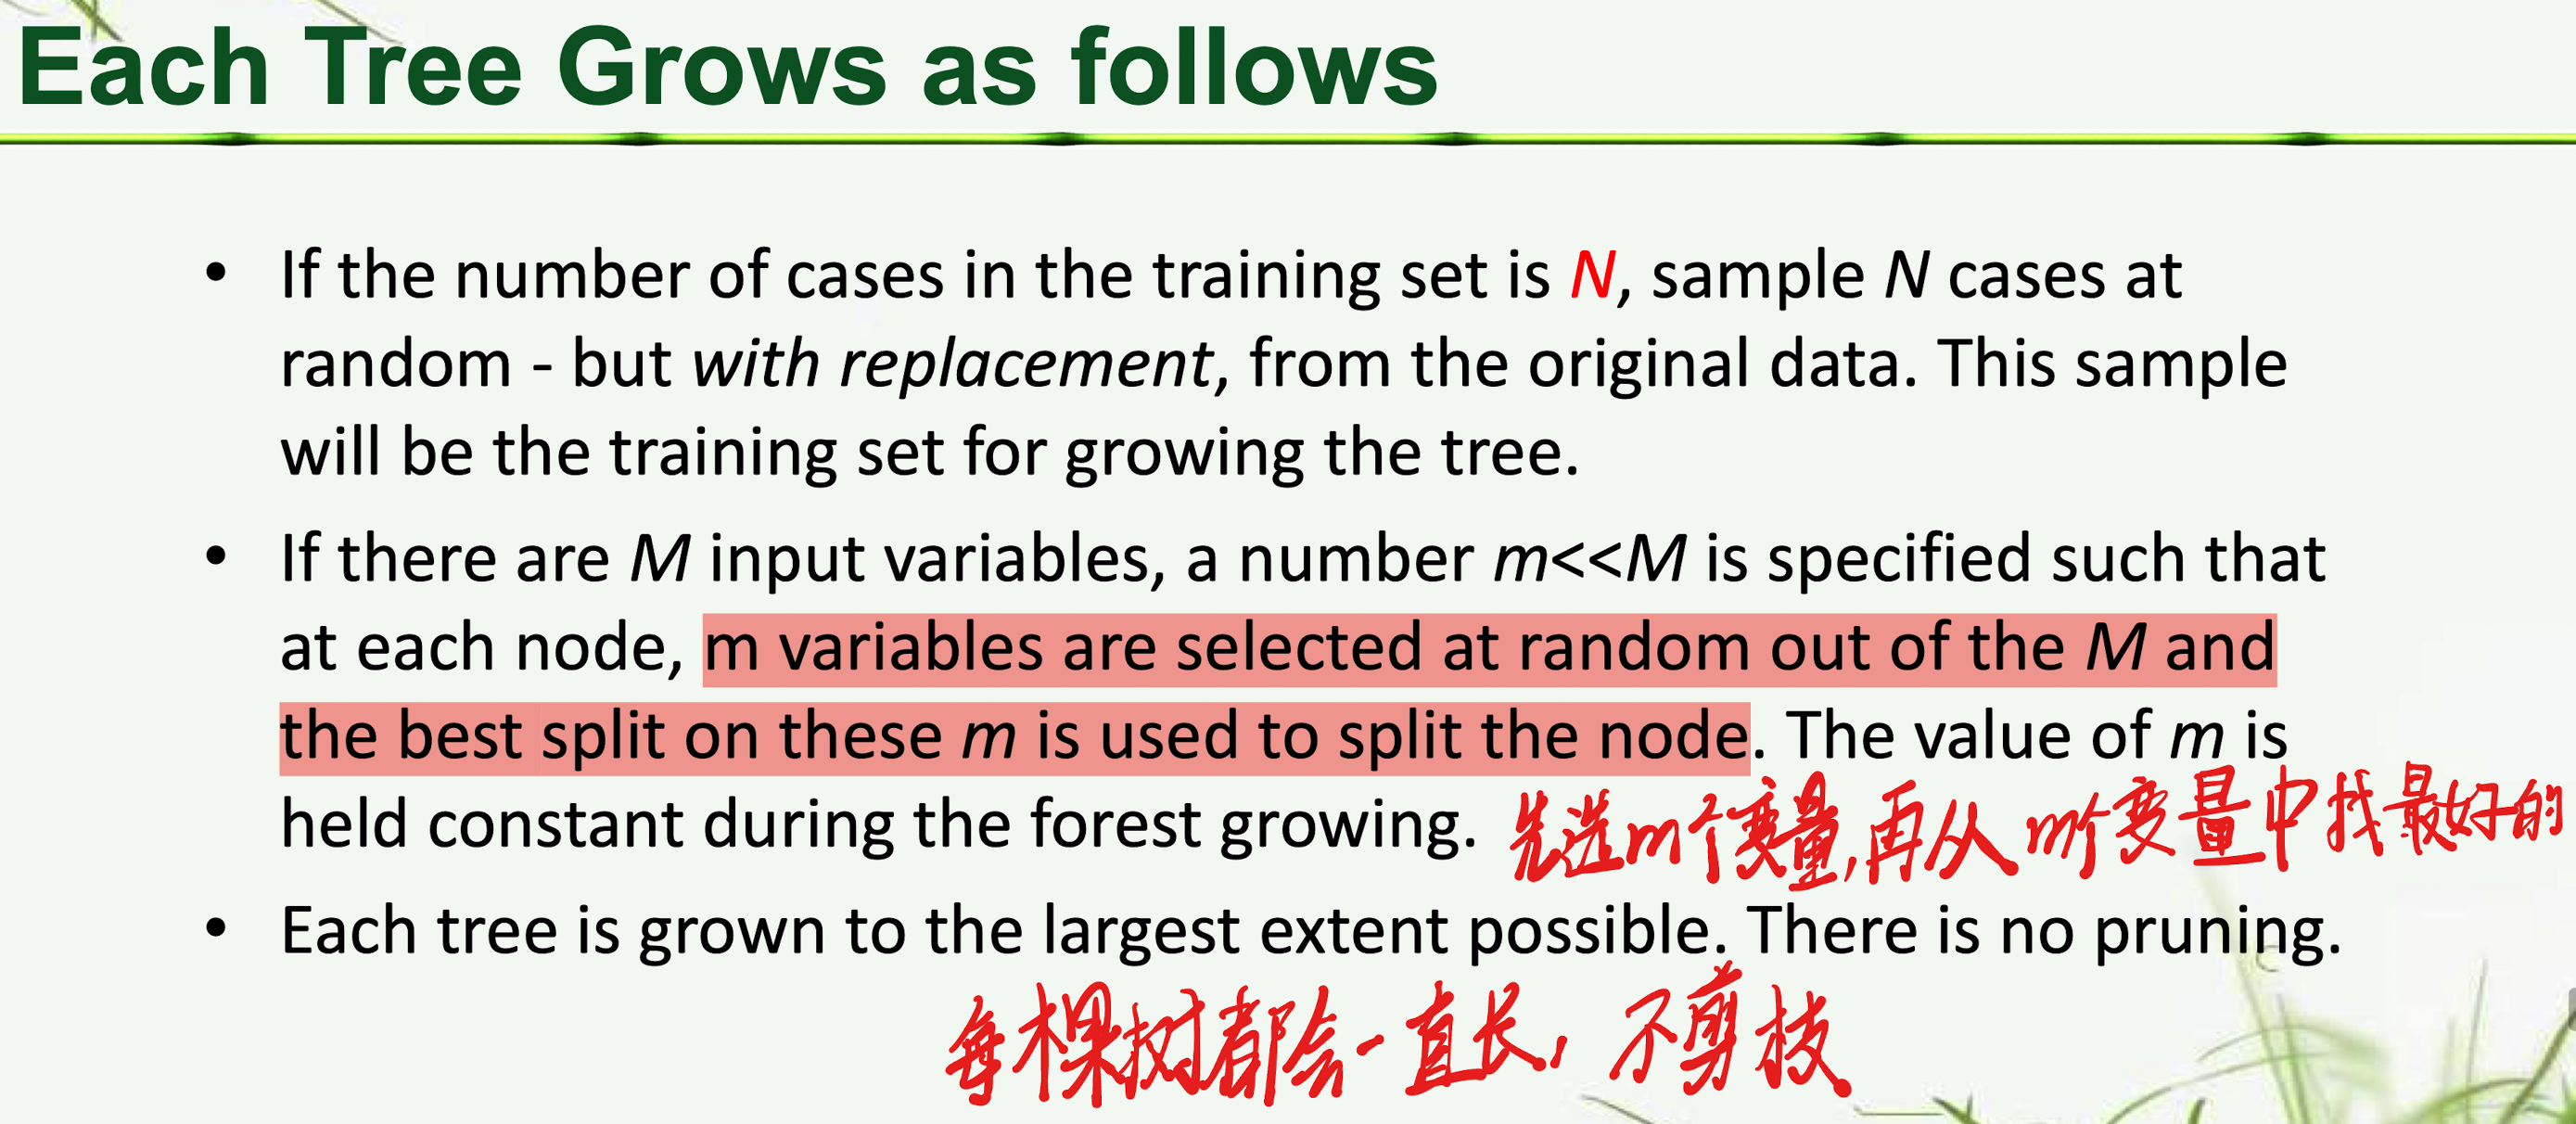 Each Tree Grows as follows
• If the number of cases in the training set is N, sample N cases at
random - but with replacement, from the original data. This sample
will be the training set for growing the tree.
• If there are M input variables, a number m<<M is specified such that
at each node, m variables are selected at random out of the M and
the best split on these m is used to split the node. The value of m is
held constant during the forest growing.
先选m个变量,再从m个变量中找最好的
• Each tree is grown to the largest extent possible. There is no pruning.
每棵树都会一直长, 不剪枝